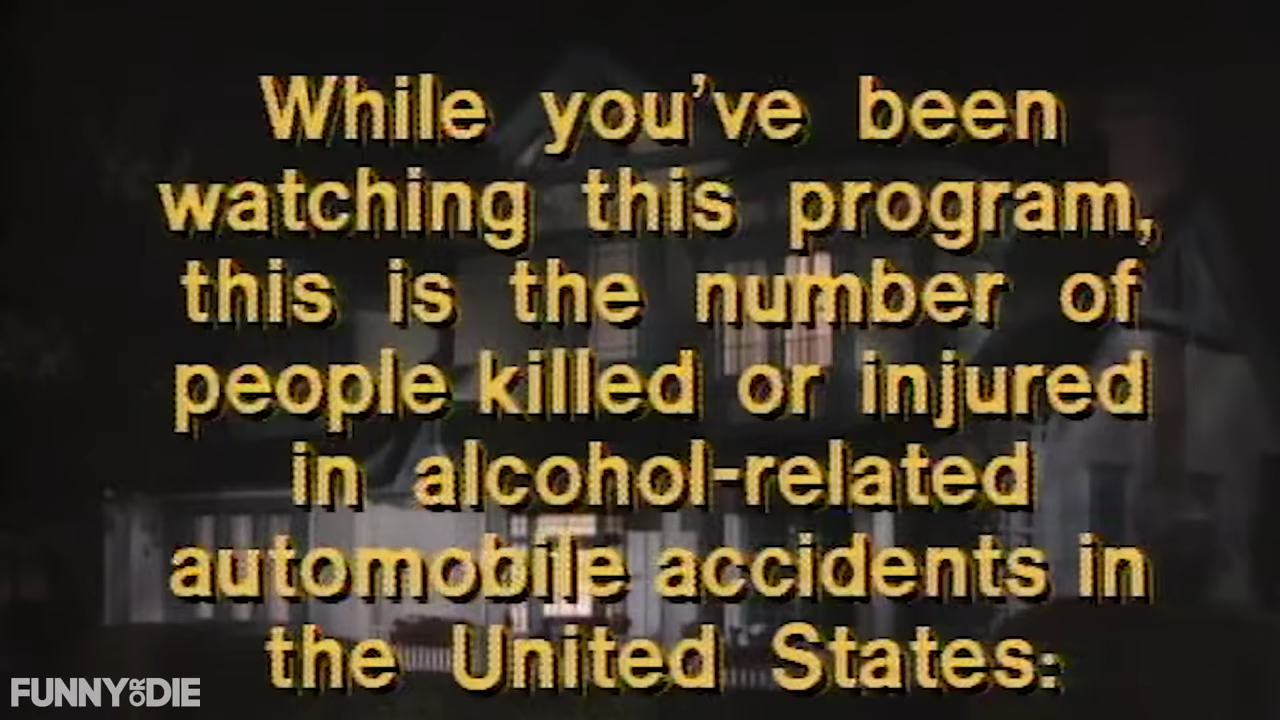 While you've been
watching this program,
this is the number of
people killed or injured
in alcohol-related
automobile accidents in
the United States:
FUNNY OR DIE